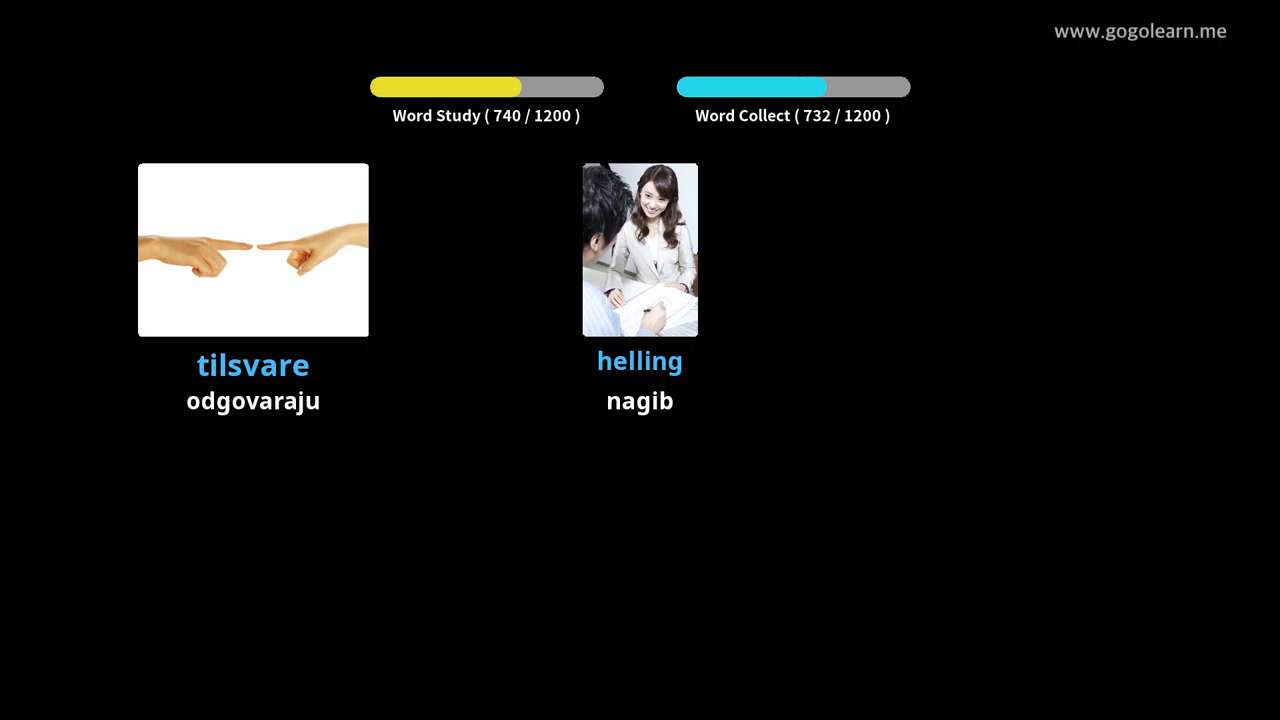 www.gogolearn.me
Word Study ( 740 / 1200 )
Word Collect ( 732 / 1200 )
tilsvare
odgovaraju
helling
nagib